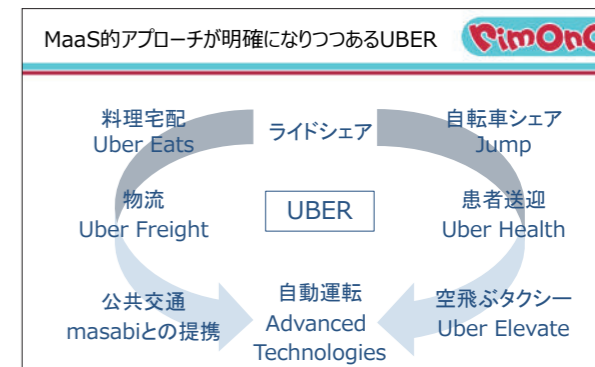 MaaS的アプローチが明確になりつつあるUBER
RimOnO
料理宅配
Uber Eats
ライドシェア
自転車シェア
Jump
物流
Uber Freight
UBER
患者送迎
Uber Health
公共交通
masabiとの提携
自動運転
Advanced
Technologies
空飛ぶタクシー
Uber Elevate